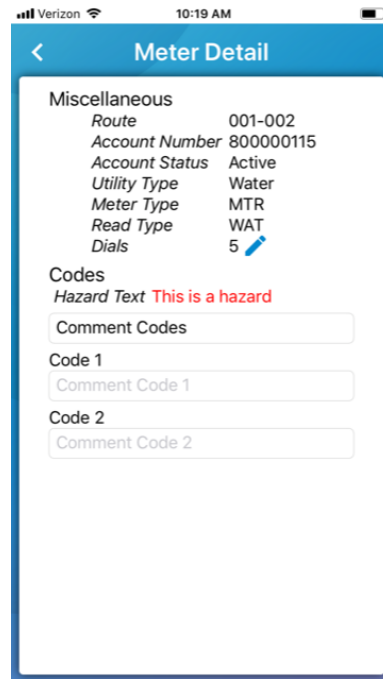 Verizon 10:19 AM
Meter Detail
Miscellaneous
Route 001-002
Account Number 800000115
Account Status Active
Utility Type Water
Meter Type MTR
Read Type WAT
Dials 5
Codes
Hazard Text This is a hazard
Comment Codes
Code 1
Comment Code 1
Code 2
Comment Code 2